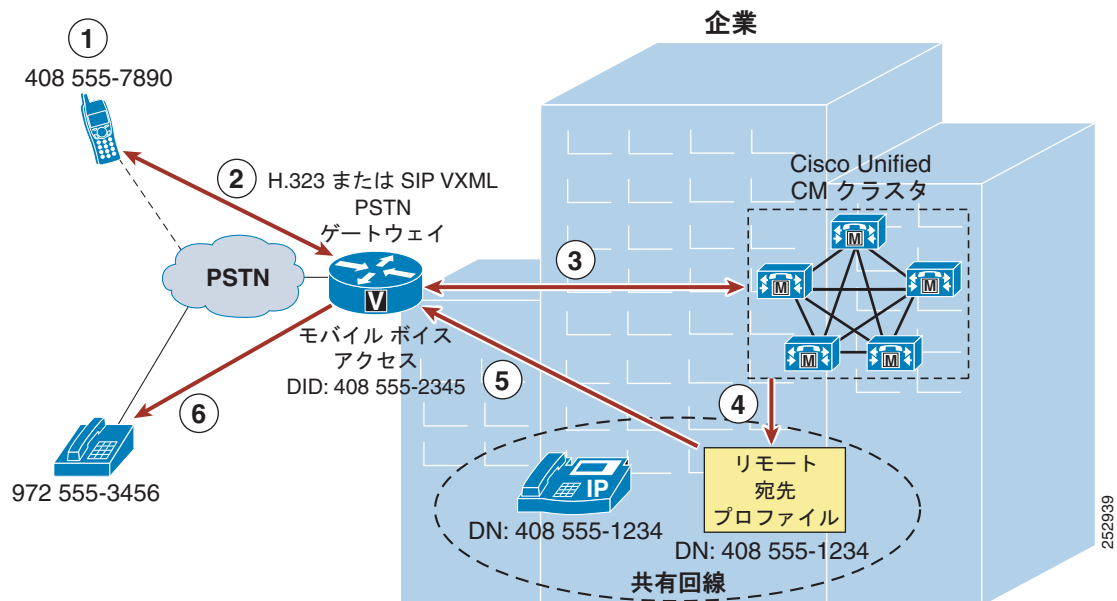 企業
1
408 555-7890
2
H.323 または SIP VXML
PSTN
ゲートウェイ
Cisco Unified
CM クラスタ
M
M
M
M
M
3
PSTN
V
モバイル ボイス
アクセス
DID: 408 555-2345
5
4
6
972 555-3456
IP
DN: 408 555-1234
リモート
宛先
プロファイル
DN: 408 555-1234
共有回線
252939